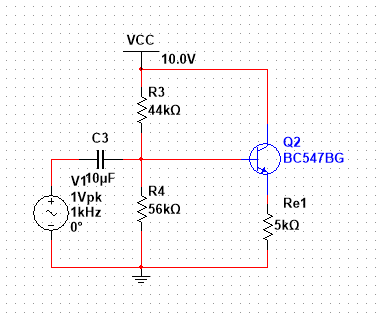 VCC
10.0V
R3
44kΩ
Q2
BC547BG
C3
10µF
V1
1Vpk
1kHz
0°
R4
56kΩ
Re1
5kΩ